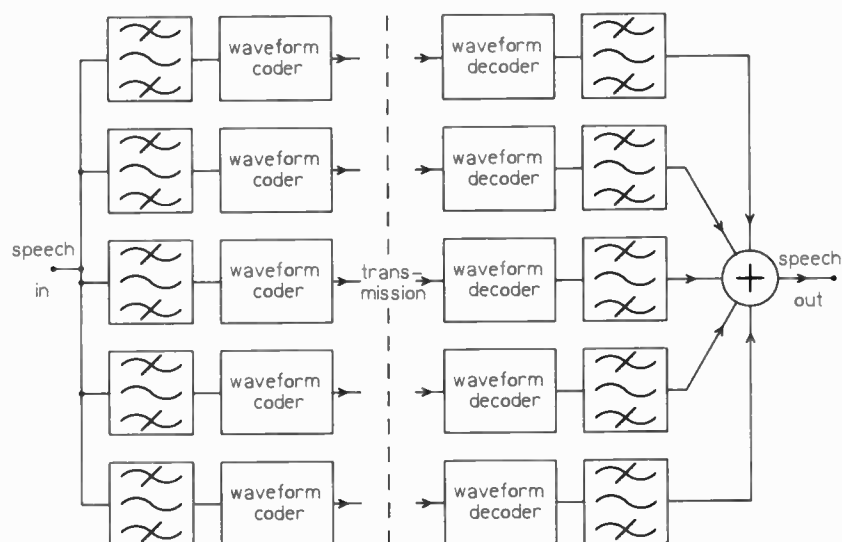 waveform
coder
waveform
decoder
waveform
coder
waveform
decoder
speech
in
waveform
coder
trans-
mission
waveform
decoder
+
speech
out
waveform
coder
waveform
decoder
waveform
coder
waveform
decoder